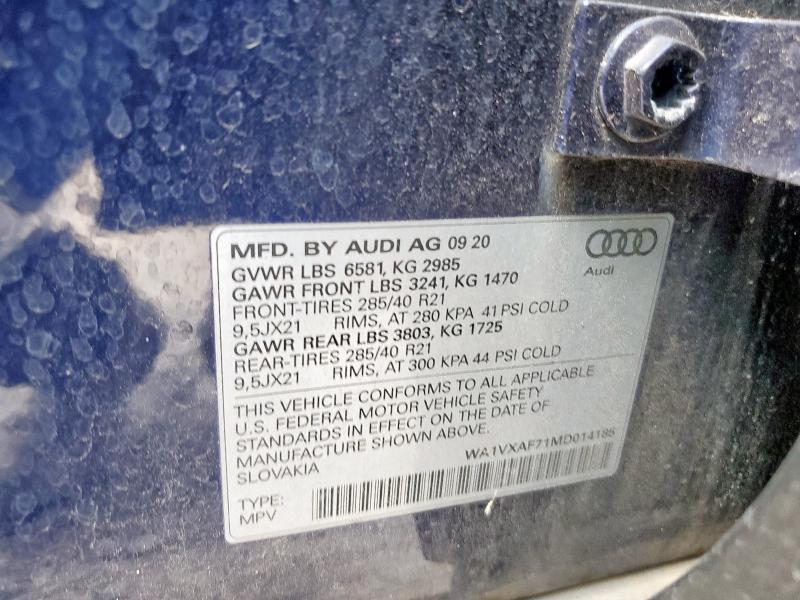 MFD. BY AUDI AG 09 20
GVWR LBS 6581, KG 2985
GAWR FRONT LBS 3241, KG 1470
FRONT-TIRES 285/40 R21
9,5JX21 RIMS, AT 280 KPA 41 PSI COLD
GAWR REAR LBS 3803, KG 1725
REAR-TIRES 285/40 R21
9,5JX21 RIMS, AT 300 KPA 44 PSI COLD
Audi
THIS VEHICLE CONFORMS TO ALL APPLICABLE
U.S. FEDERAL MOTOR VEHICLE SAFETY
STANDARDS IN EFFECT ON THE DATE OF
MANUFACTURE SHOWN ABOVE.
SLOVAKIA
WA1VXAF71MD014185
TYPE:
MPV